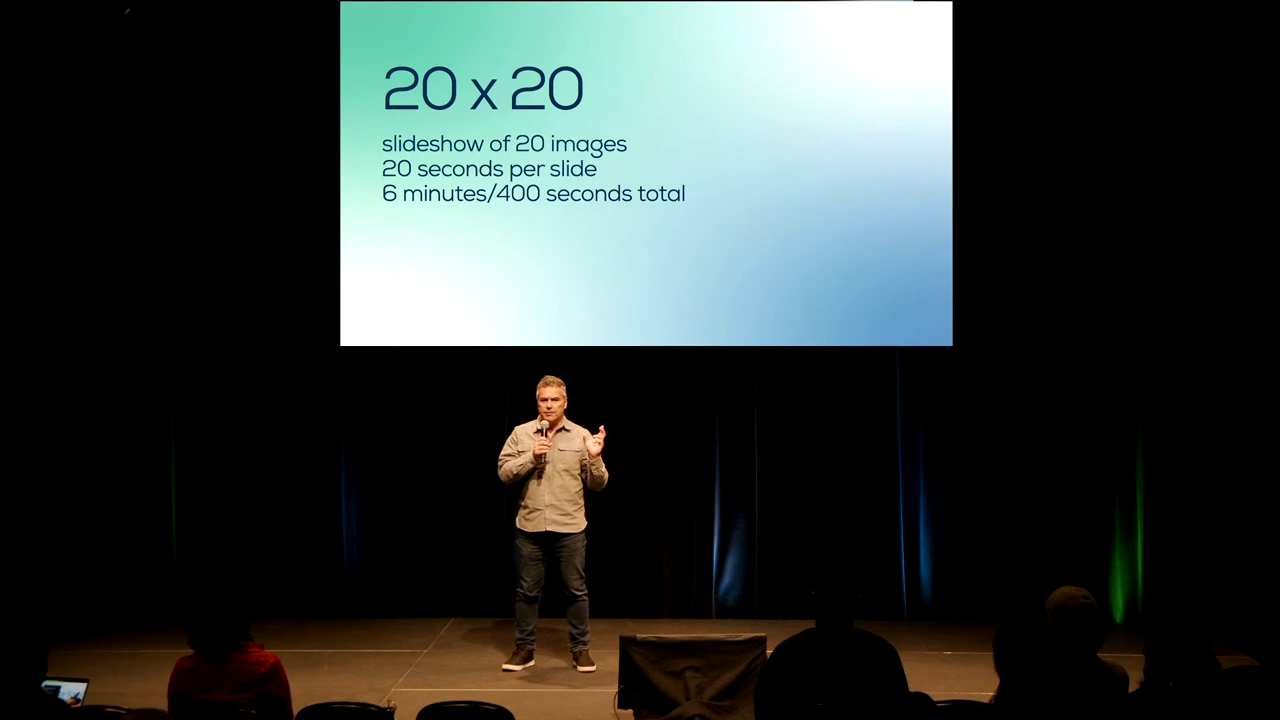 20 x 20
slideshow of 20 images
20 seconds per slide
6 minutes/400 seconds total